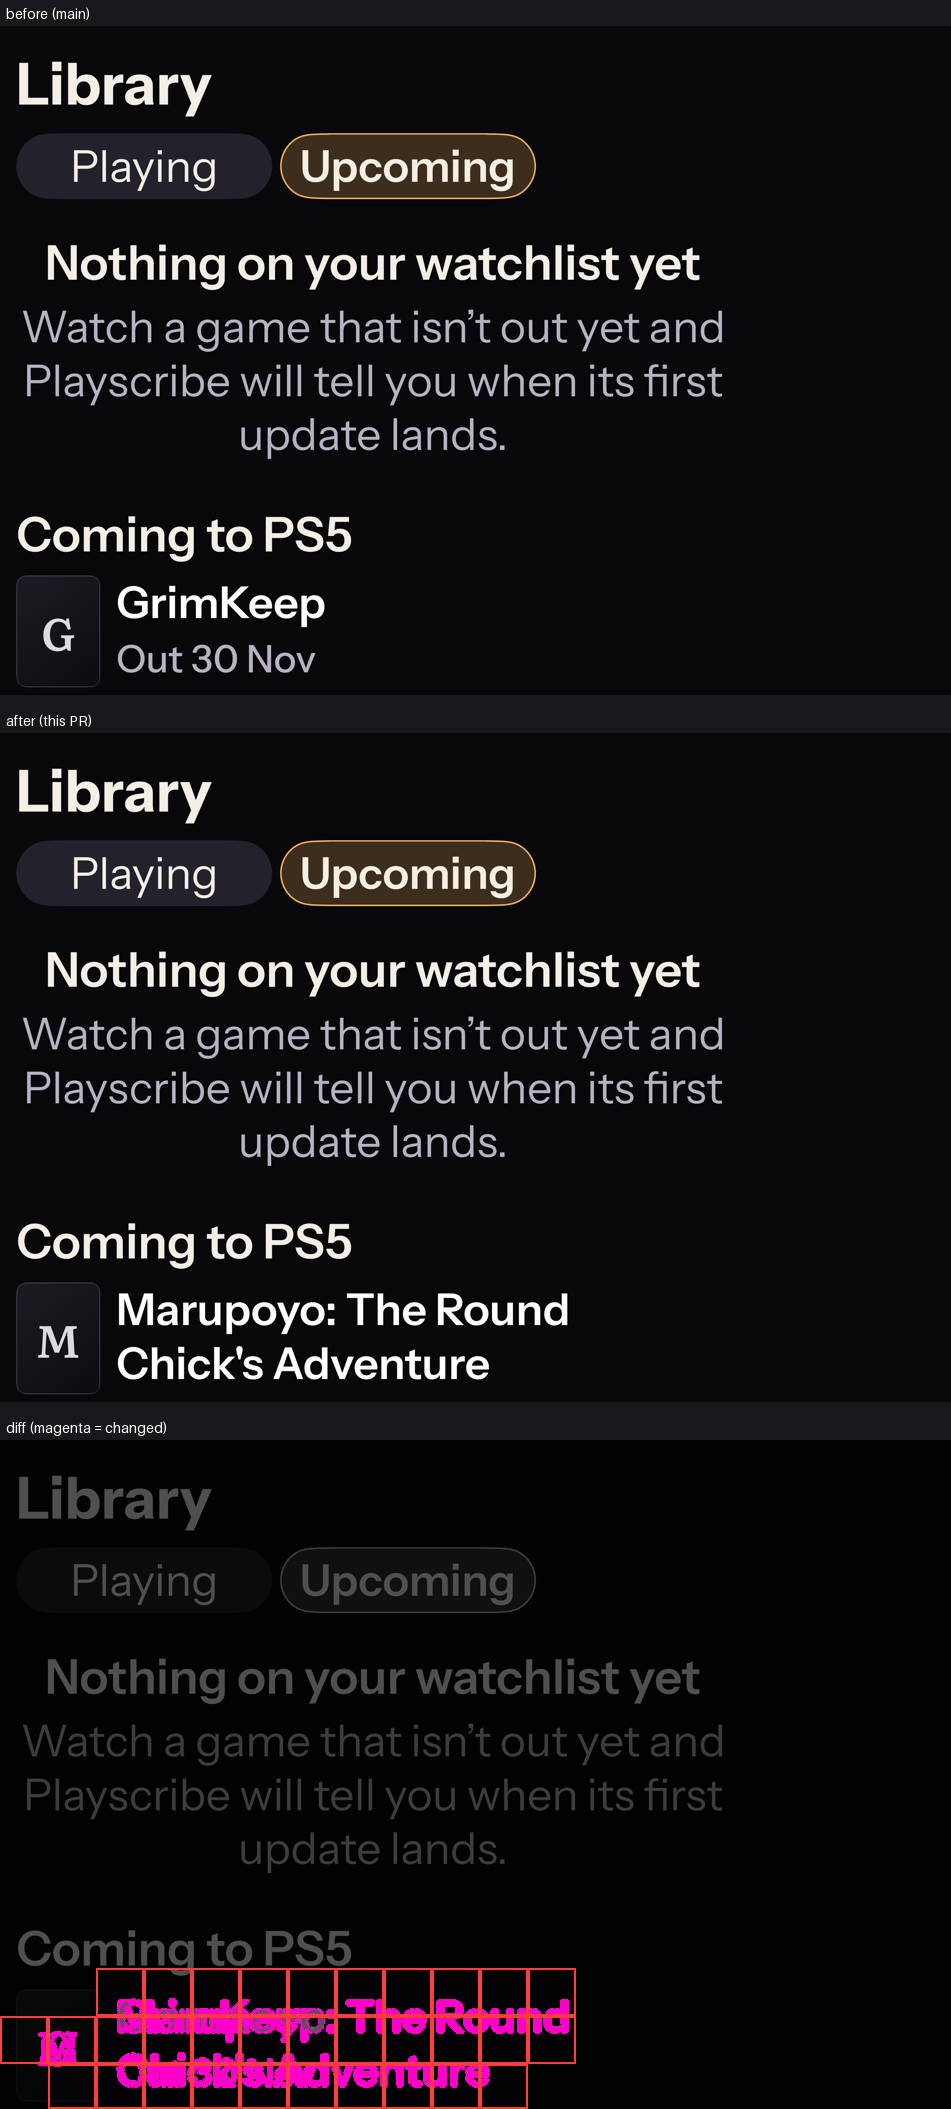 before (main)
Library
Playing
Upcoming
Nothing on your watchlist yet
Watch a game that isn’t out yet and
Playscribe will tell you when its first
update lands.
Coming to PS5
G
GrimKeep
Out 30 Nov
after (this PR)
Library
Playing
Upcoming
Nothing on your watchlist yet
Watch a game that isn’t out yet and
Playscribe will tell you when its first
update lands.
Coming to PS5
M
Marupoyo: The Round
Chick's Adventure
diff (magenta = changed)
Library
Playing
Upcoming
Nothing on your watchlist yet
Watch a game that isn’t out yet and
Playscribe will tell you when its first
update lands.
Coming to PS5
The Round